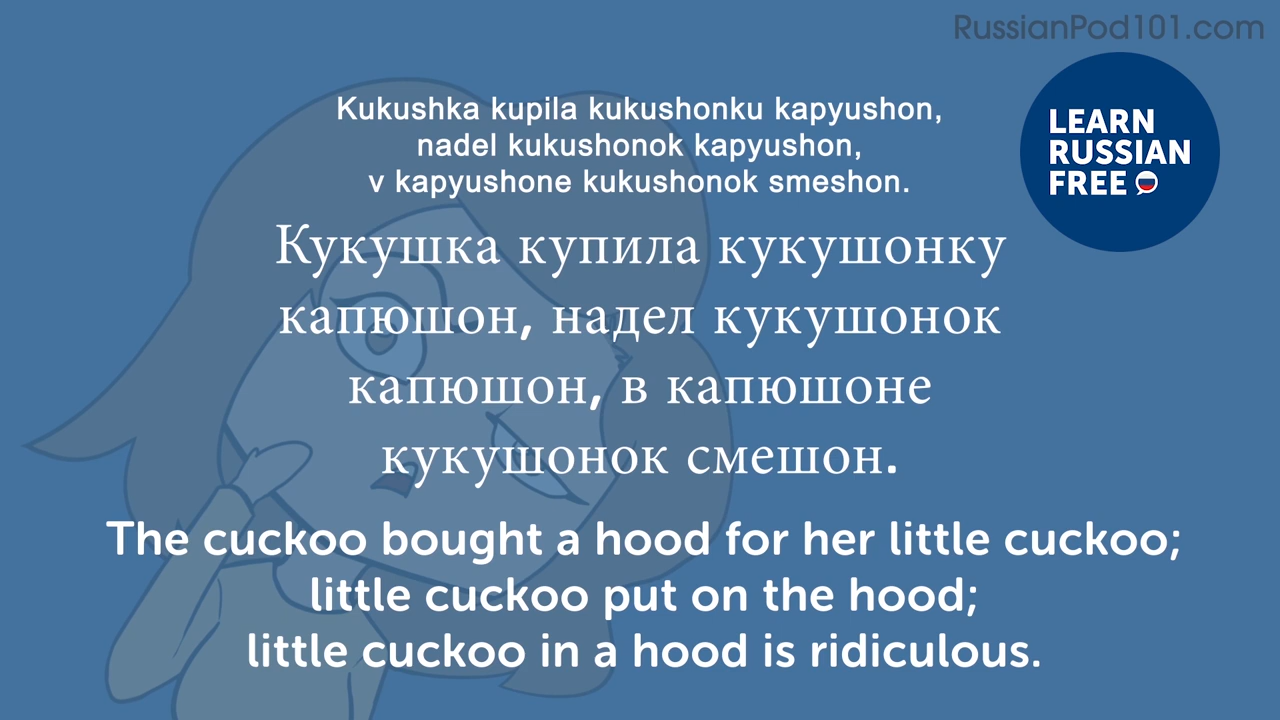 RussianPod101.com
Kukushka kupila kukushonku kapyushon,
nadel kukushonok kapyushon,
v kapyushone kukushonok smeshon.
LEARN
RUSSIAN
FREE
Кукушка купила кукушонку
капюшон, надел кукушонок
капюшон, в капюшоне
кукушонок смешон.
The cuckoo bought a hood for her little cuckoo;
little cuckoo put on the hood;
little cuckoo in a hood is ridiculous.